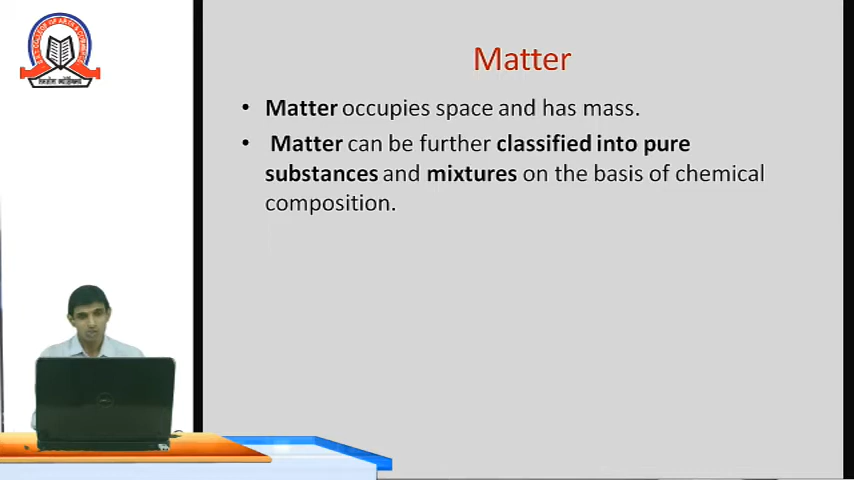 Matter
• Matter occupies space and has mass.
• Matter can be further classified into pure
substances and mixtures on the basis of chemical
composition.